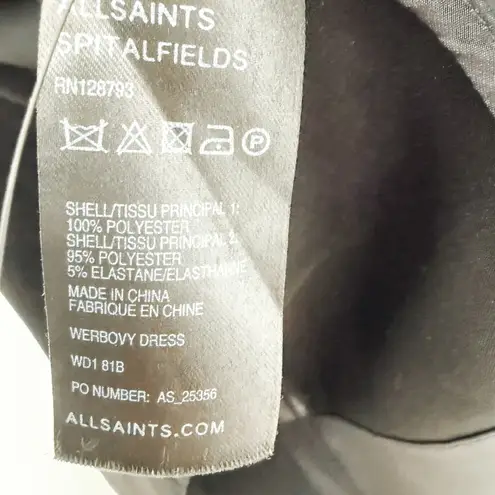 ALLSAINTS
SPITALFIELDS
RN128793
P
SHELL/TISSU PRINCIPAL 1:
100% POLYESTER
SHELL/TISSU PRINCIPAL 2:
95% POLYESTER
5% ELASTANE/ELASTHANNE
MADE IN CHINA
FABRIQUE EN CHINE
WERBOVY DRESS
WD1 81B
PO NUMBER: AS_25356
ALLSAINTS.COM